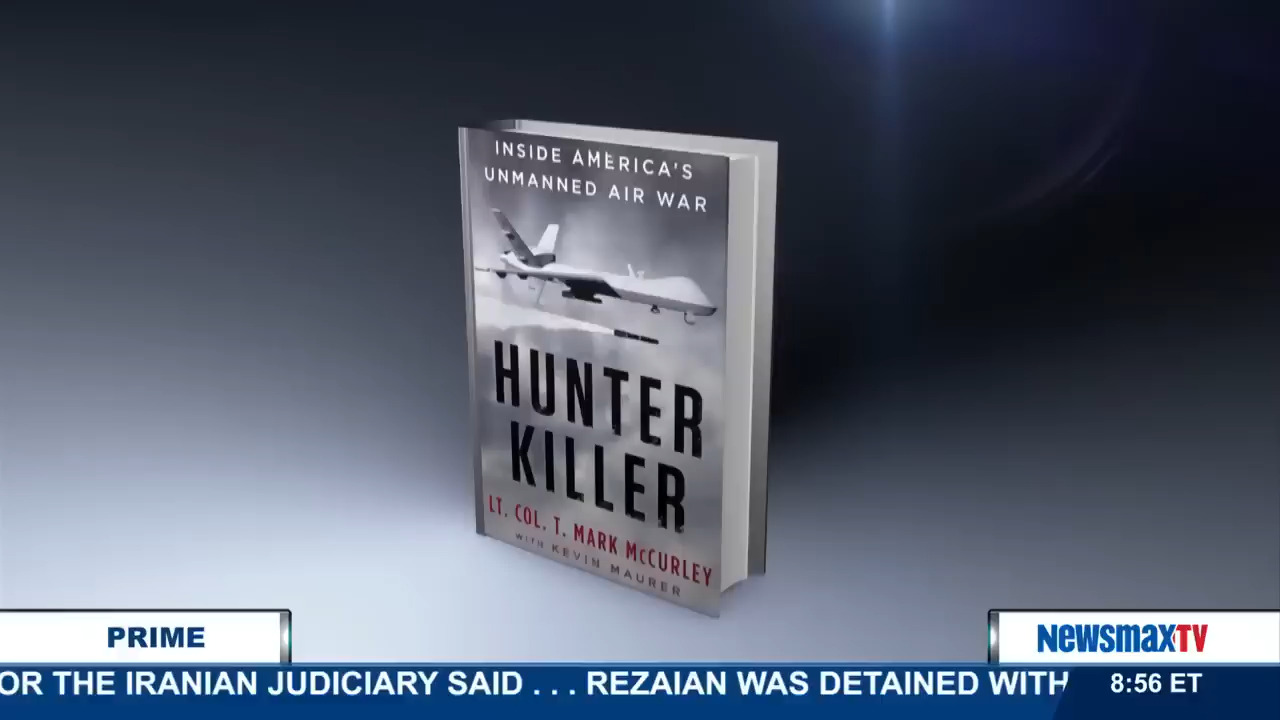 INSIDE AMERICA'S
UNMANNED AIR WAR
HUNTER
KILLER
LT. COL. T. MARK McCURLEY
WITH KEVIN MAURER
PRIME
NEWSMAXTV
OR THE IRANIAN JUDICIARY SAID . . . REZAIAN WAS DETAINED WITH
8:56 ET